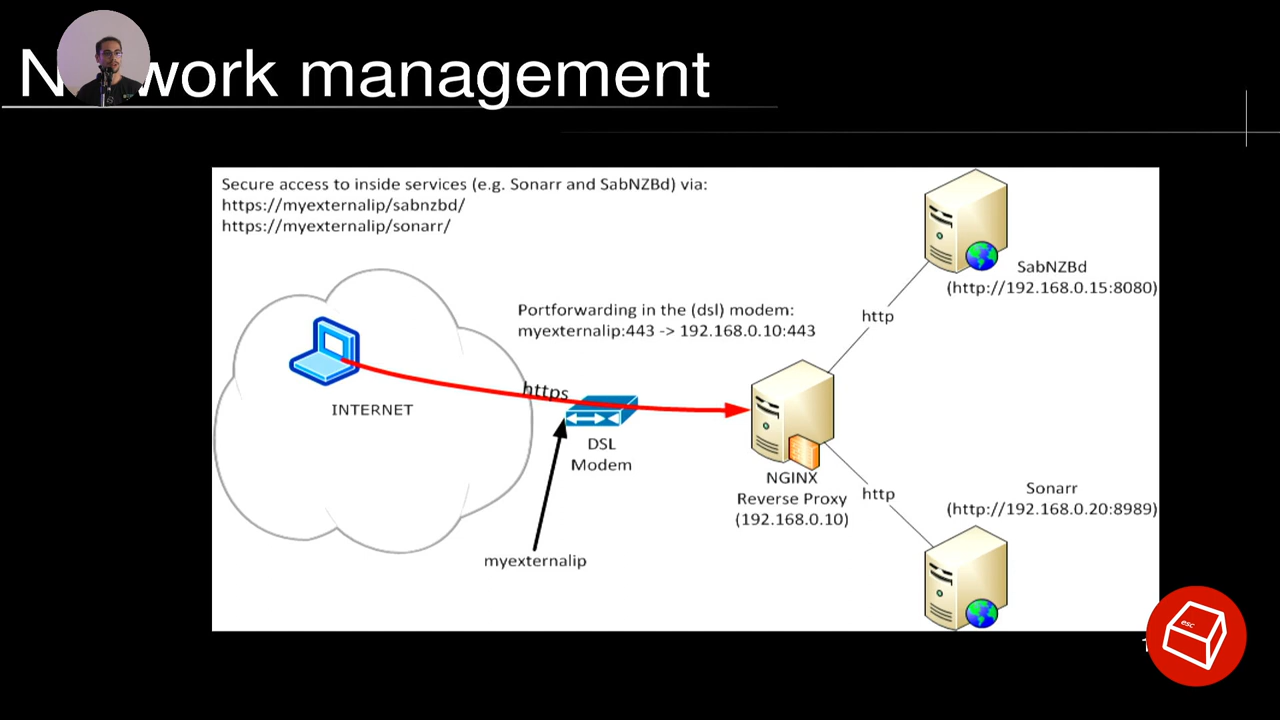 Network management
Secure access to inside services (e.g. Sonarr and SabNZBd) via:
https://myexternalip/sabnzbd/
https://myexternalip/sonarr/
SabNZBd
(http://192.168.0.15:8080)
Portforwarding in the (dsl) modem:
myexternalip:443 -> 192.168.0.10:443
http
https
INTERNET
DSL
Modem
NGINX
Reverse Proxy
(192.168.0.10)
http
Sonarr
(http://192.168.0.20:8989)
myexternalip
esc